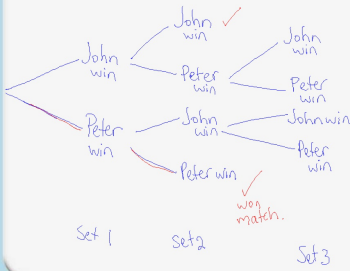 John
win
John
win
John
win
Peter
win
Peter
win
Peter
win
John
win
John win
Peter
win
Peter win
won
match.
Set 1
Set 2
Set 3